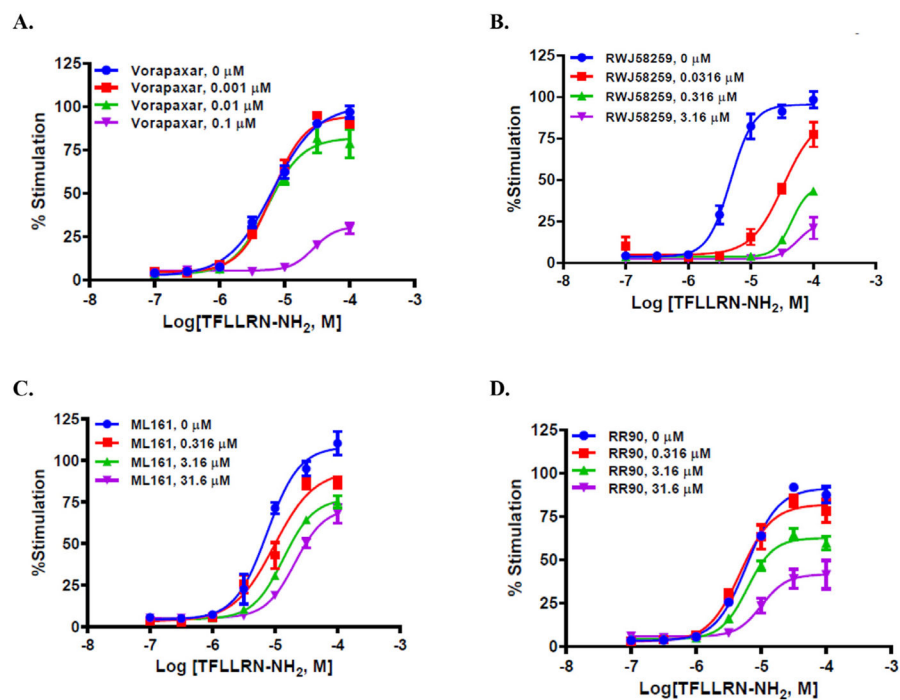 A.
125
100
75
50
25
0
% Stimulation
Vorapaxar, 0 μM
Vorapaxar, 0.001 μM
Vorapaxar, 0.01 μM
Vorapaxar, 0.1 μM
-8 -7 -6 -5 -4 -3
Log[TFLLRN-NH₂, M]
B.
125
100
75
50
25
0
% Stimulation
RWJ58259, 0 μM
RWJ58259, 0.0316 μM
RWJ58259, 0.316 μM
RWJ58259, 3.16 μM
-8 -7 -6 -5 -4 -3
Log[TFLLRN-NH₂, M]
C.
125
100
75
50
25
0
%Stimulation
ML161, 0 μM
ML161, 0.316 μM
ML161, 3.16 μM
ML161, 31.6 μM
-8 -7 -6 -5 -4 -3
Log [TFLLRN-NH₂, M]
D.
125
100
75
50
25
0
% Stimulation
RR90, 0 μM
RR90, 0.316 μM
RR90, 3.16 μM
RR90, 31.6 μM
-8 -7 -6 -5 -4 -3
Log[TFLLRN-NH₂, M]